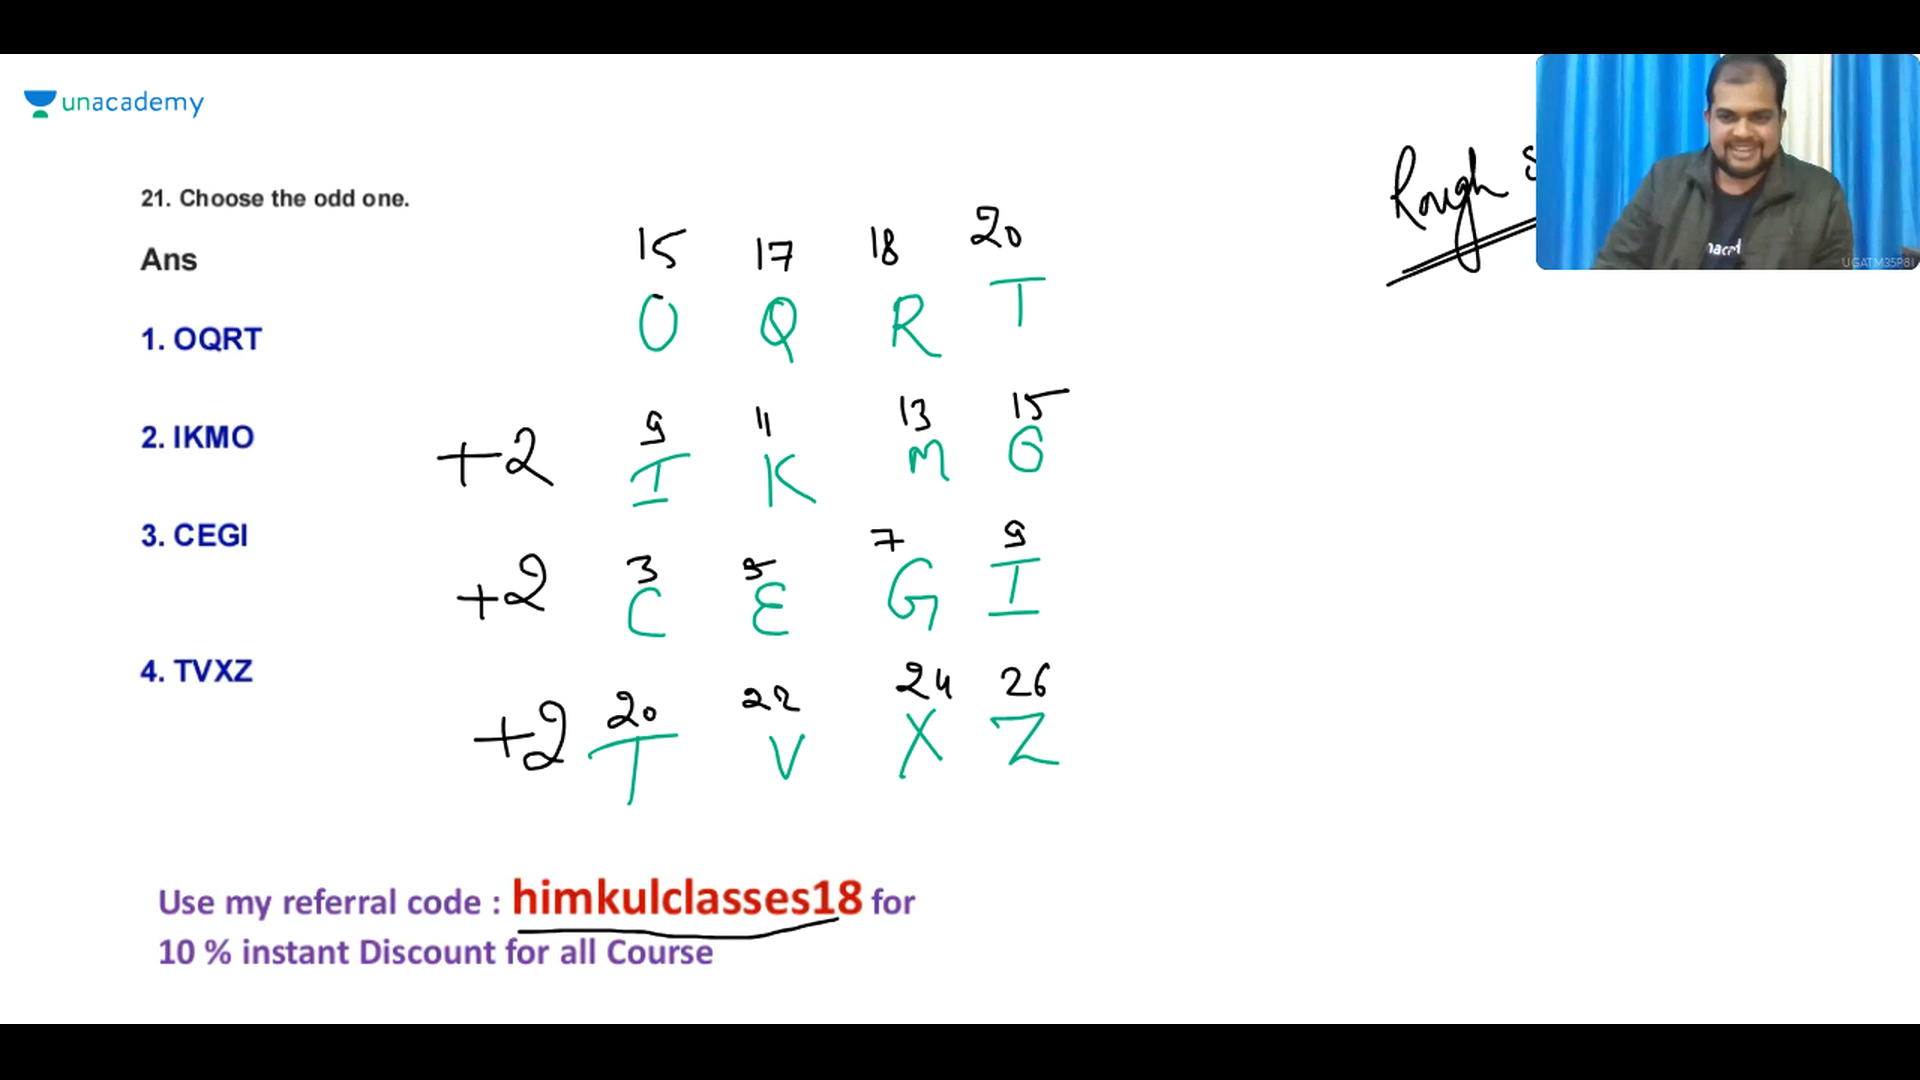 unacademy
21. Choose the odd one.
Ans
1. OQRT
2. IKMO
3. CEGI
4. TVXZ
15 17 18 20
O Q R T
9 11 13 15
+2 I K M O
3 5 7 9
+2 C E G I
20 22 24 26
+2 T V X Z
Rough
UGATM35P8I
Use my referral code : himkulclasses18 for
10 % instant Discount for all Course